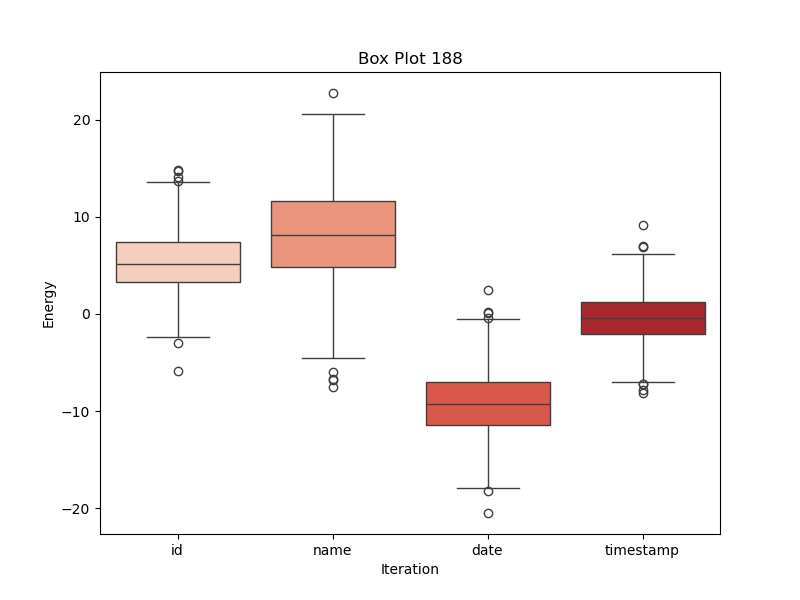 Box Plot 188
Energy
20
10
0
−10
−20
id name date timestamp
Iteration